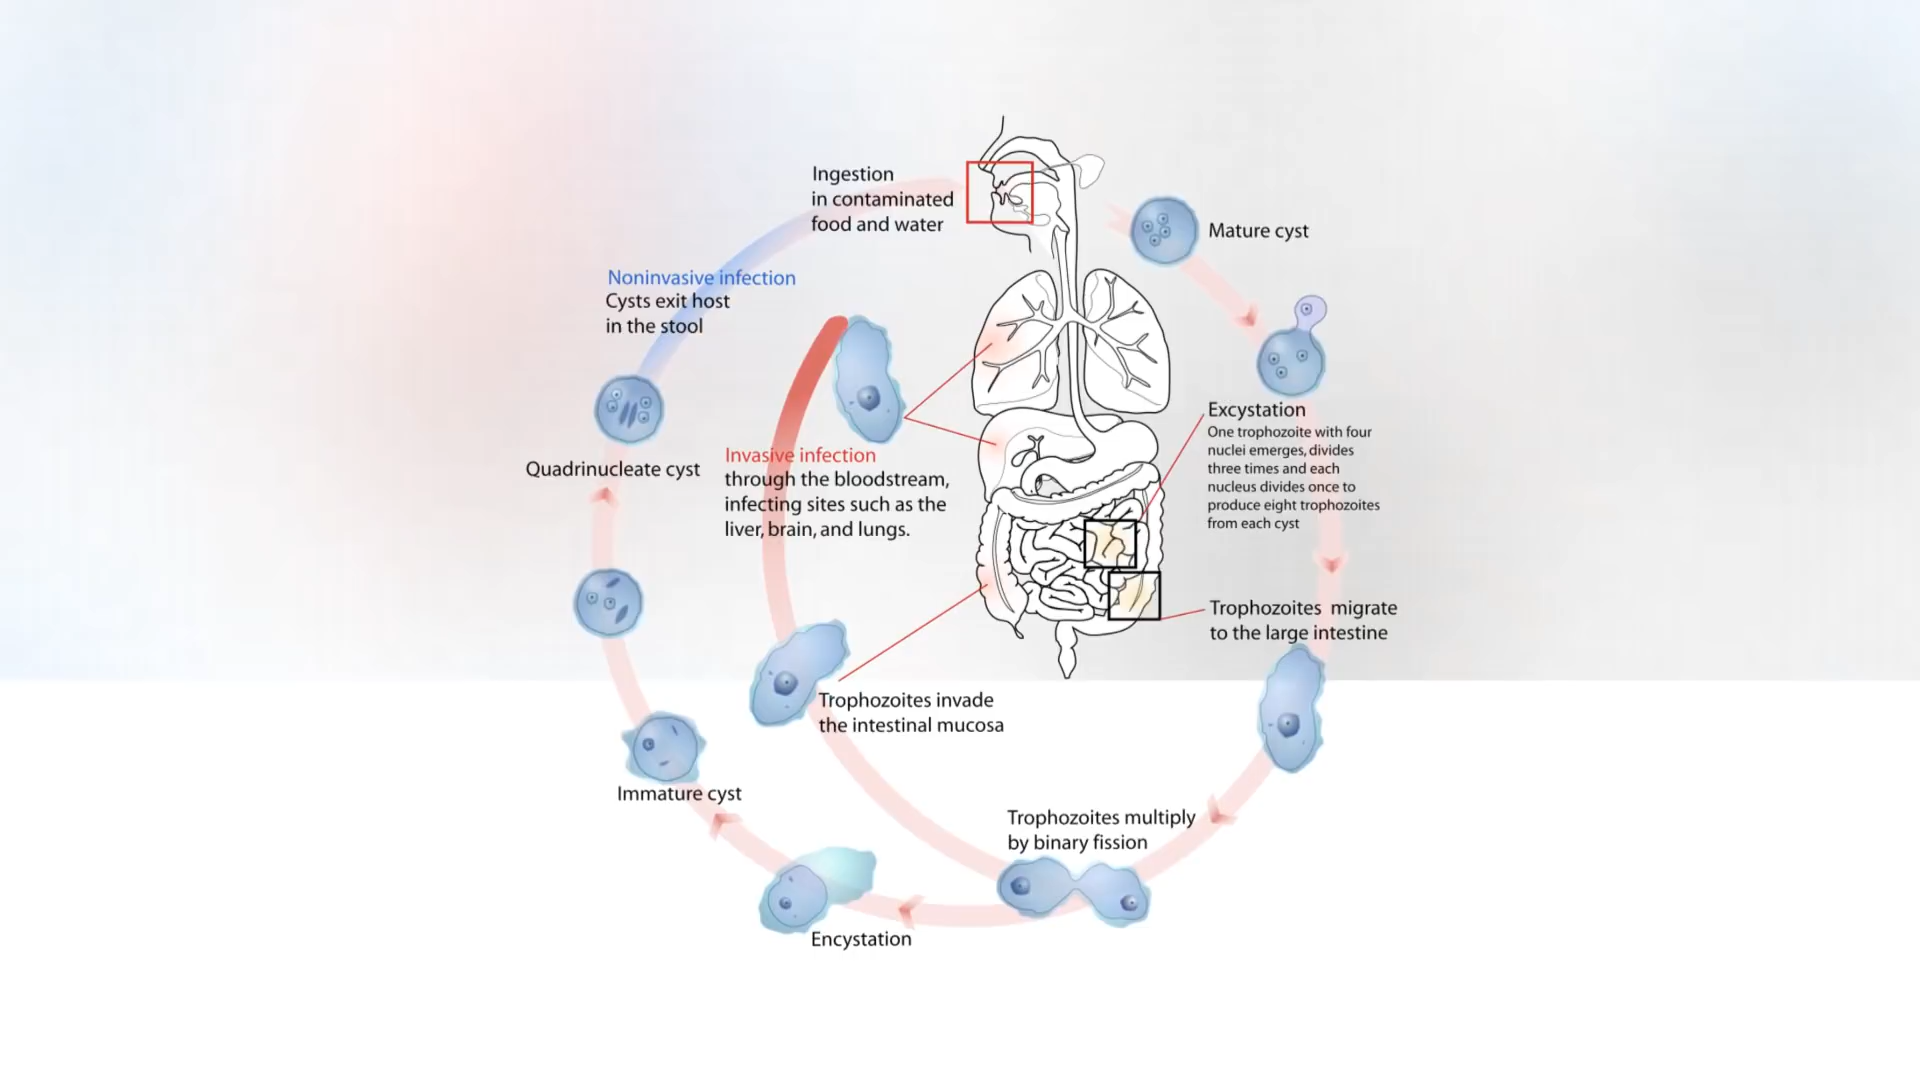 Ingestion
in contaminated
food and water
Mature cyst
Noninvasive infection
Cysts exit host
in the stool
Excystation
One trophozoite with four
nuclei emerges, divides
three times and each
nucleus divides once to
produce eight trophozoites
from each cyst
Invasive infection
through the bloodstream,
infecting sites such as the
liver, brain, and lungs.
Quadrinucleate cyst
Trophozoites migrate
to the large intestine
Trophozoites invade
the intestinal mucosa
Immature cyst
Trophozoites multiply
by binary fission
Encystation